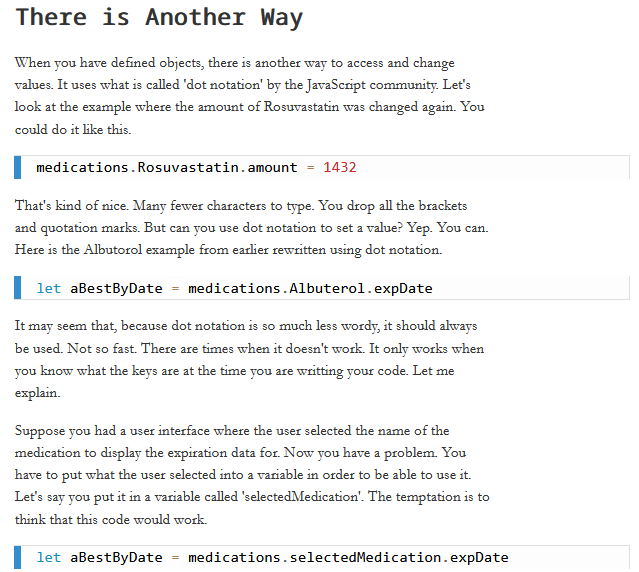 There is Another Way
When you have defined objects, there is another way to access and change
values. It uses what is called 'dot notation' by the JavaScript community. Let's
look at the example where the amount of Rosuvastatin was changed again. You
could do it like this.
medications.Rosuvastatin.amount = 1432
That's kind of nice. Many fewer characters to type. You drop all the brackets
and quotation marks. But can you use dot notation to set a value? Yep. You can.
Here is the Albutorol example from earlier rewritten using dot notation.
let aBestByDate = medications.Albuterol.expDate
It may seem that, because dot notation is so much less wordy, it should always
be used. Not so fast. There are times when it doesn't work. It only works when
you know what the keys are at the time you are writting your code. Let me
explain.
Suppose you had a user interface where the user selected the name of the
medication to display the expiration data for. Now you have a problem. You
have to put what the user selected into a variable in order to be able to use it.
Let's say you put it in a variable called 'selectedMedication'. The temptation is to
think that this code would work.
let aBestByDate = medications.selectedMedication.expDate